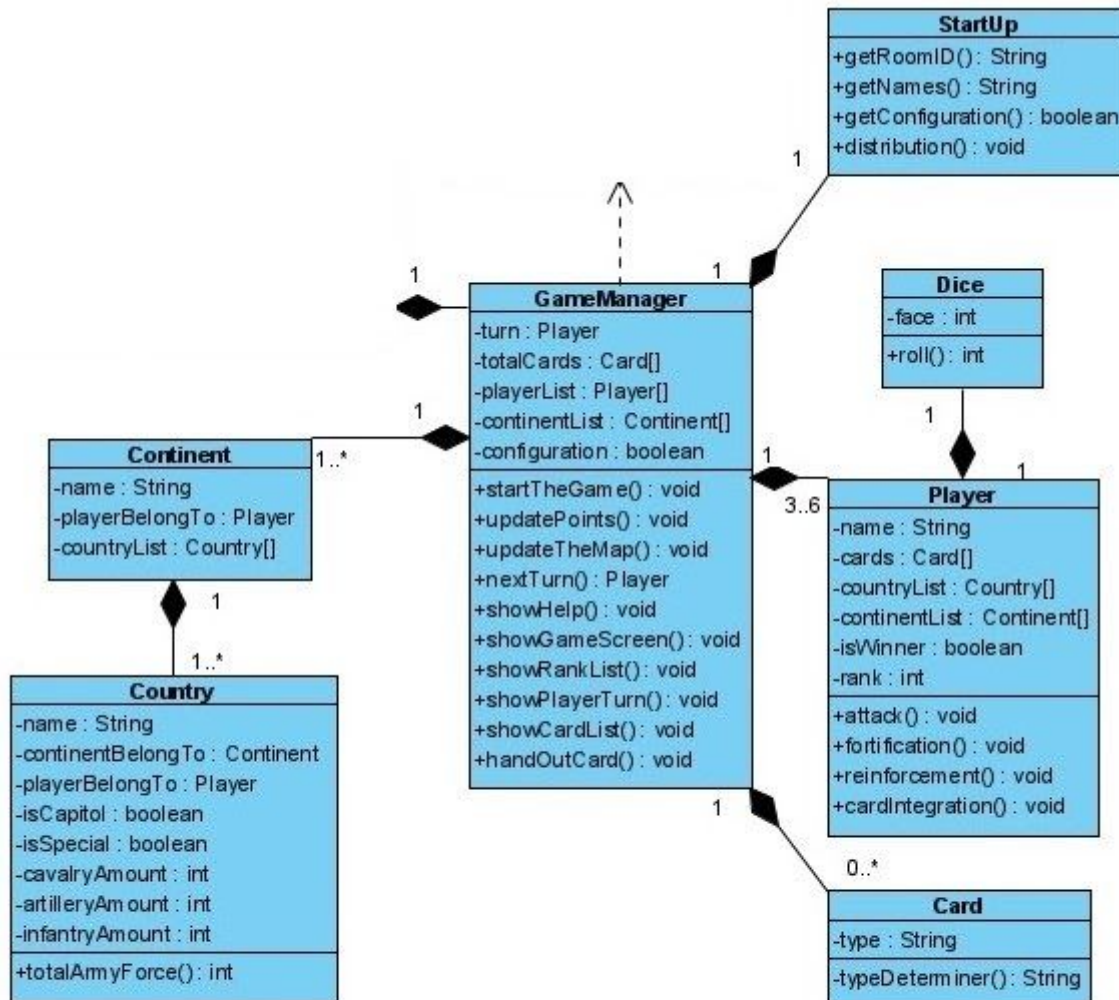 StartUp
+getRoomID() : String
+getNames() : String
+getConfiguration() : boolean
+distribution() : void
1
1
1
GameManager
-turn : Player
-totalCards : Card[]
-playerList : Player[]
-continentList : Continent[]
-configuration : boolean
+startTheGame() : void
+updatePoints() : void
+updateTheMap() : void
+nextTurn() : Player
+showHelp() : void
+showGameScreen() : void
+showRankList() : void
+showPlayerTurn() : void
+showCardList() : void
+handOutCard() : void
Dice
-face : int
+roll() : int
1
1
1
3..6
Player
-name : String
-cards : Card[]
-countryList : Country[]
-continentList : Continent[]
-isWinner : boolean
-rank : int
+attack() : void
+fortification() : void
+reinforcement() : void
+cardIntegration() : void
1
1..*
Continent
-name : String
-playerBelongTo : Player
-countryList : Country[]
1
1..*
Country
-name : String
-continentBelongTo : Continent
-playerBelongTo : Player
-isCapitol : boolean
-isSpecial : boolean
-cavalryAmount : int
-artilleryAmount : int
-infantryAmount : int
+totalArmyForce() : int
1
0..*
Card
-type : String
-typeDeterminer() : String